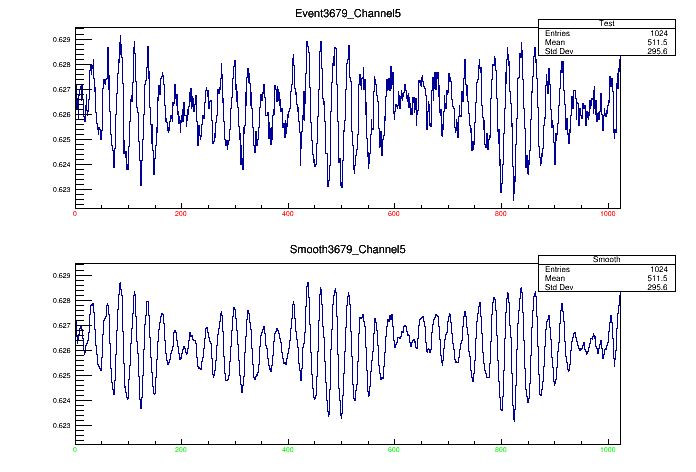 Event3679_Channel5
Test
Entries 1024
Mean 511.5
Std Dev 295.6
0.629
0.628
0.627
0.626
0.625
0.624
0.623
0 200 400 600 800 1000
Smooth3679_Channel5
Smooth
Entries 1024
Mean 511.5
Std Dev 295.6
0.629
0.628
0.627
0.626
0.625
0.624
0.623
0 200 400 600 800 1000